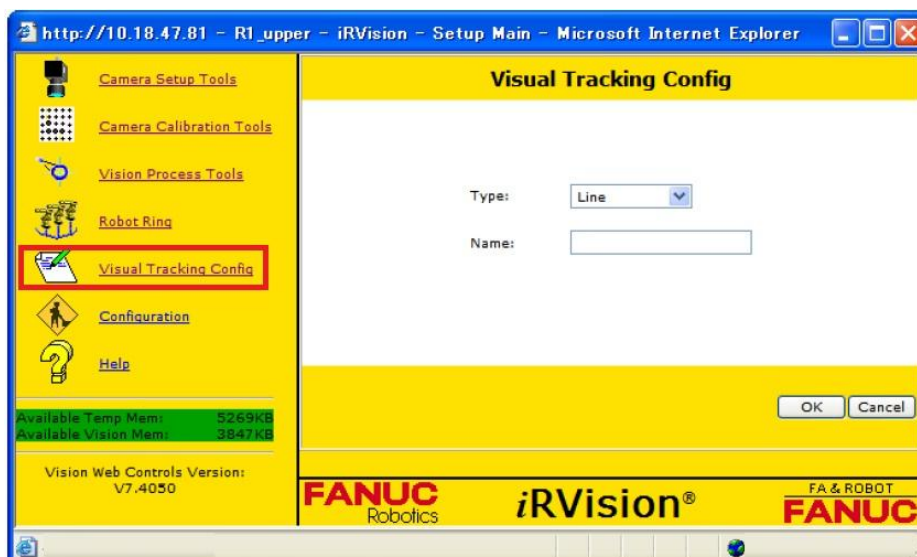 http://10.18.47.81 - R1_upper - iRVision - Setup Main - Microsoft Internet Explorer
Camera Setup Tools
Camera Calibration Tools
Vision Process Tools
Robot Ring
Visual Tracking Config
Configuration
Help
Available Temp Mem: 5269KB
Available Vision Mem: 3847KB
Vision Web Controls Version:
V7.4050
Visual Tracking Config
Type: Line
Name:
OK Cancel
FANUC
Robotics
iRVision®
FA & ROBOT
FANUC